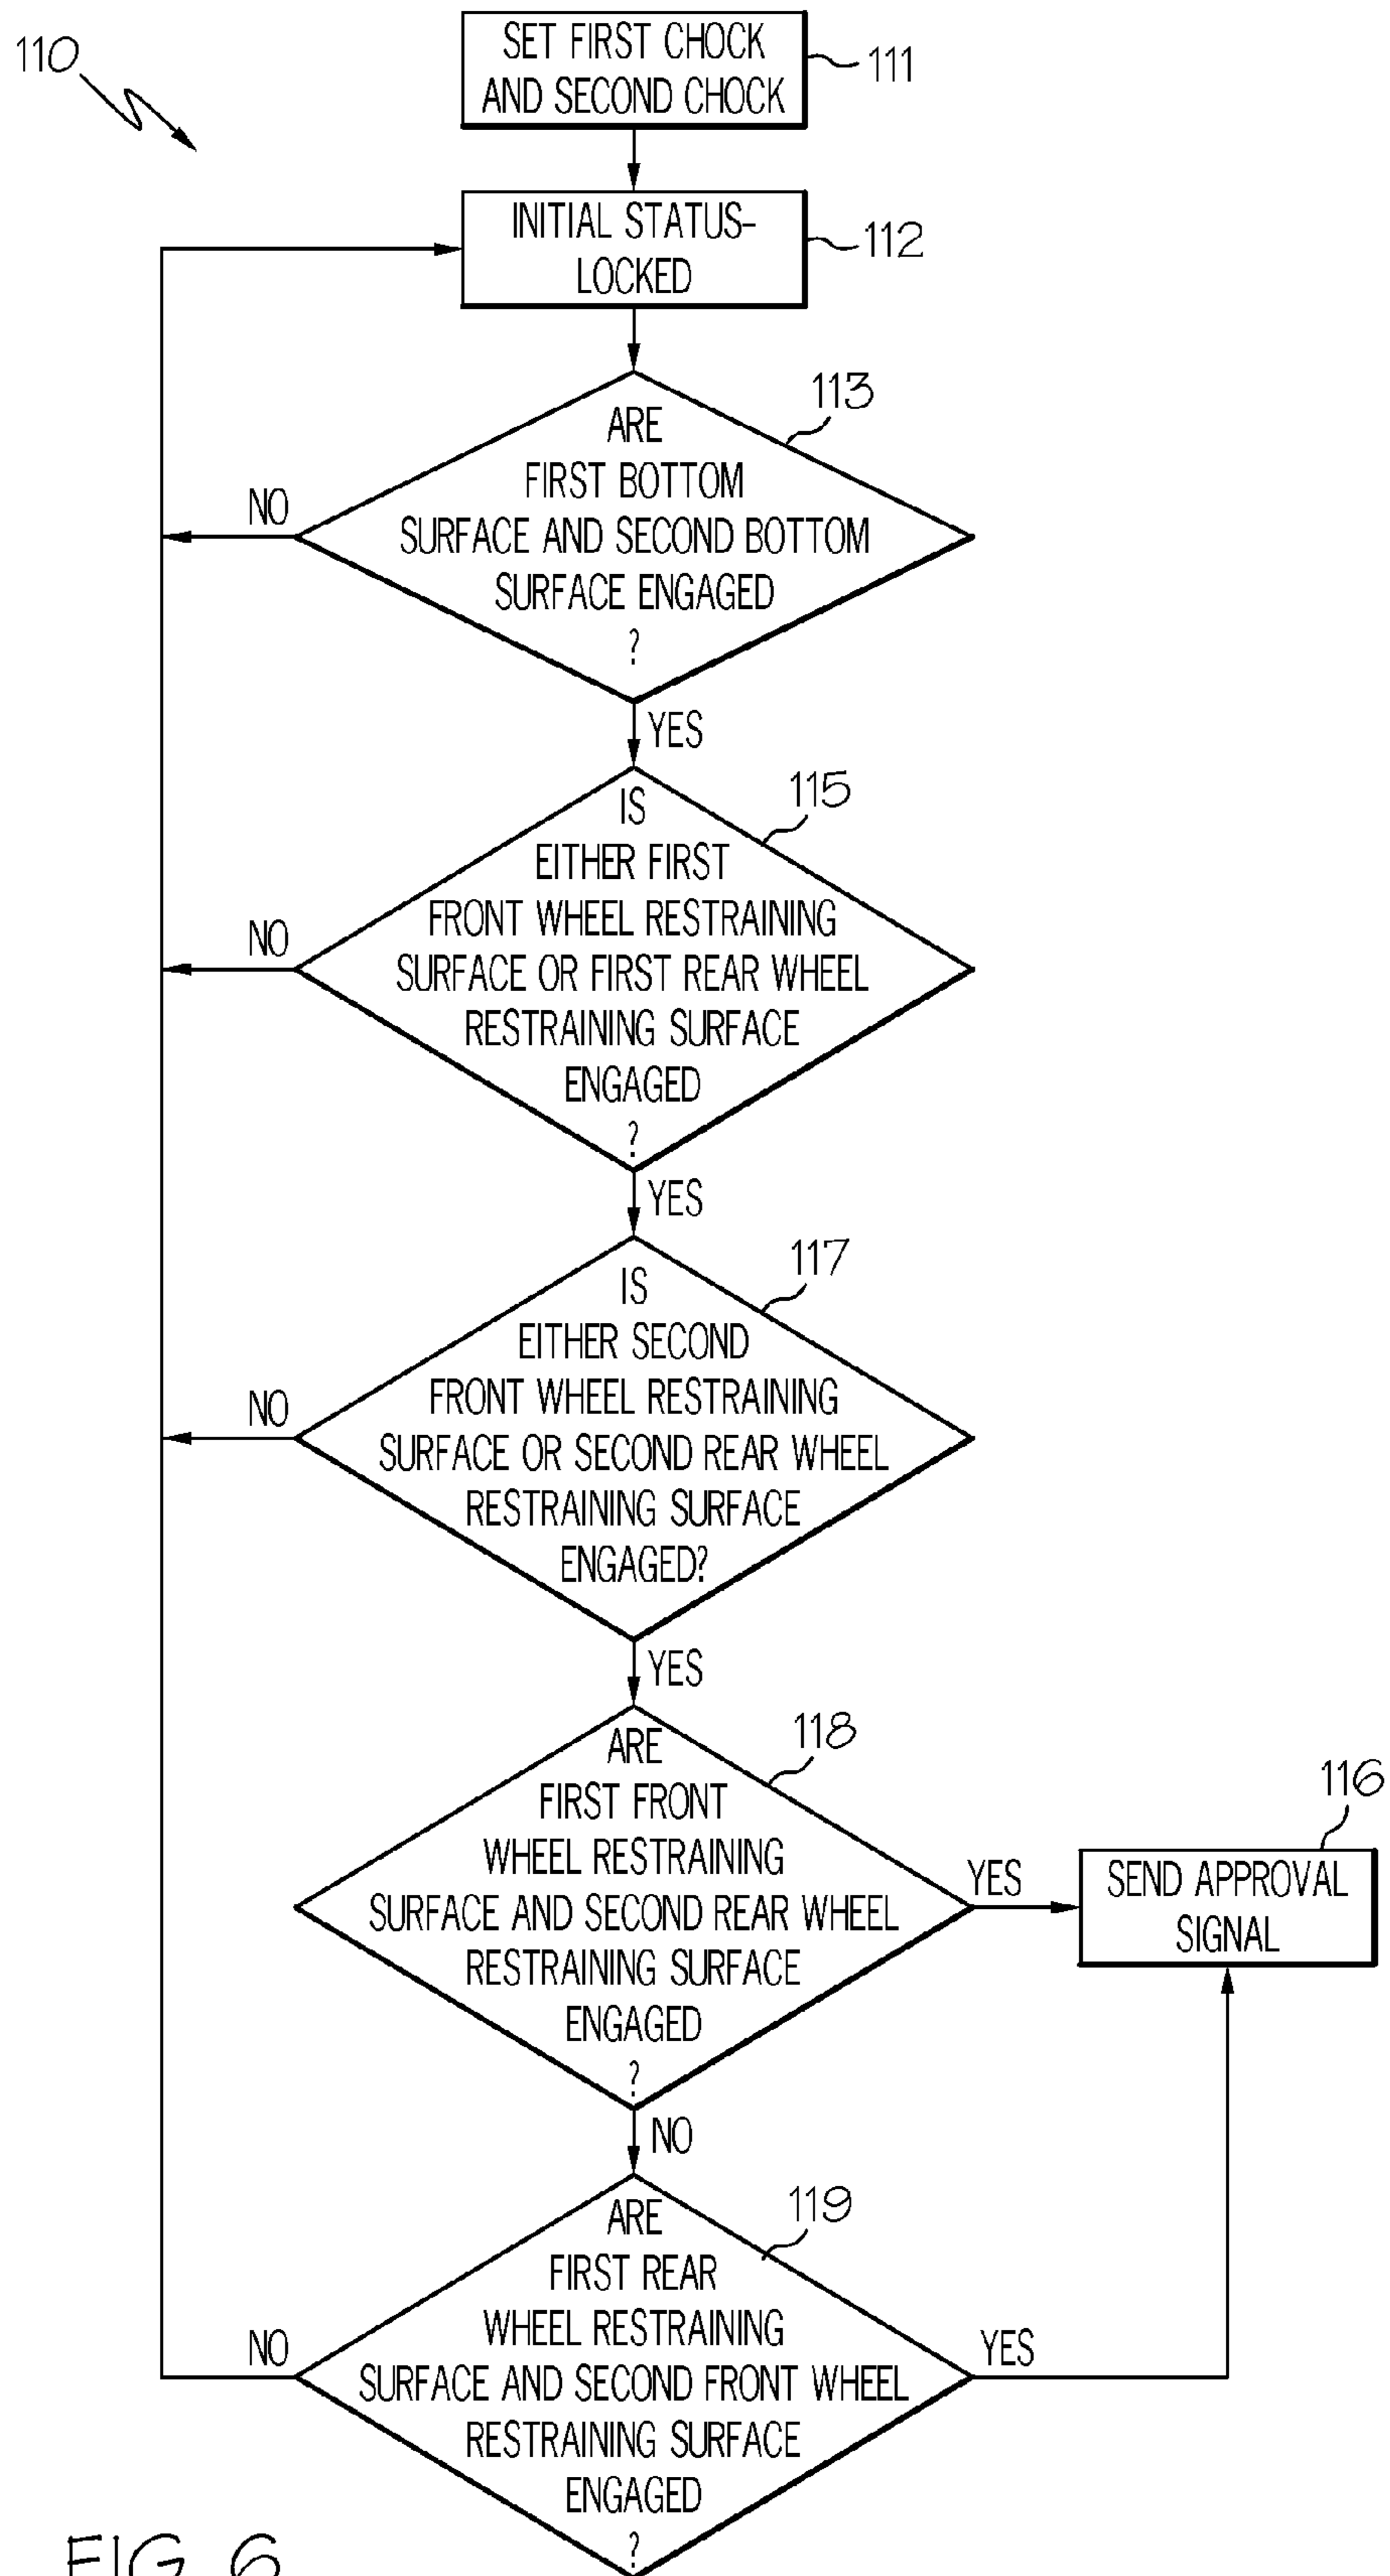 110
SET FIRST CHOCK
AND SECOND CHOCK
111
INITIAL STATUS-
LOCKED
112
113
ARE
FIRST BOTTOM
SURFACE AND SECOND BOTTOM
SURFACE ENGAGED
?
NO
YES
115
IS
EITHER FIRST
FRONT WHEEL RESTRAINING
SURFACE OR FIRST REAR WHEEL
RESTRAINING SURFACE
ENGAGED
?
NO
YES
117
IS
EITHER SECOND
FRONT WHEEL RESTRAINING
SURFACE OR SECOND REAR WHEEL
RESTRAINING SURFACE
ENGAGED?
NO
YES
118
ARE
FIRST FRONT
WHEEL RESTRAINING
SURFACE AND SECOND REAR WHEEL
RESTRAINING SURFACE
ENGAGED
?
YES
116
SEND APPROVAL
SIGNAL
NO
119
ARE
FIRST REAR
WHEEL RESTRAINING
SURFACE AND SECOND FRONT WHEEL
RESTRAINING SURFACE
ENGAGED
?
NO
YES
FIG. 6